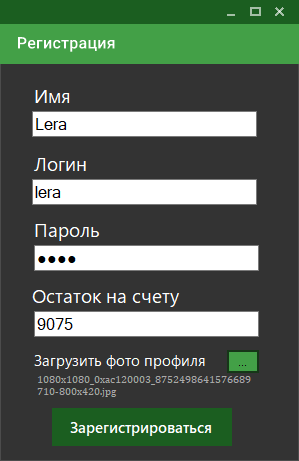 Регистрация
Имя
Lera
Логин
lera
Пароль
●●●●
Остаток на счету
9075
Загрузить фото профиля ...
1080x1080_0xac120003_8752498641576689
710-800x420.jpg
Зарегистрироваться